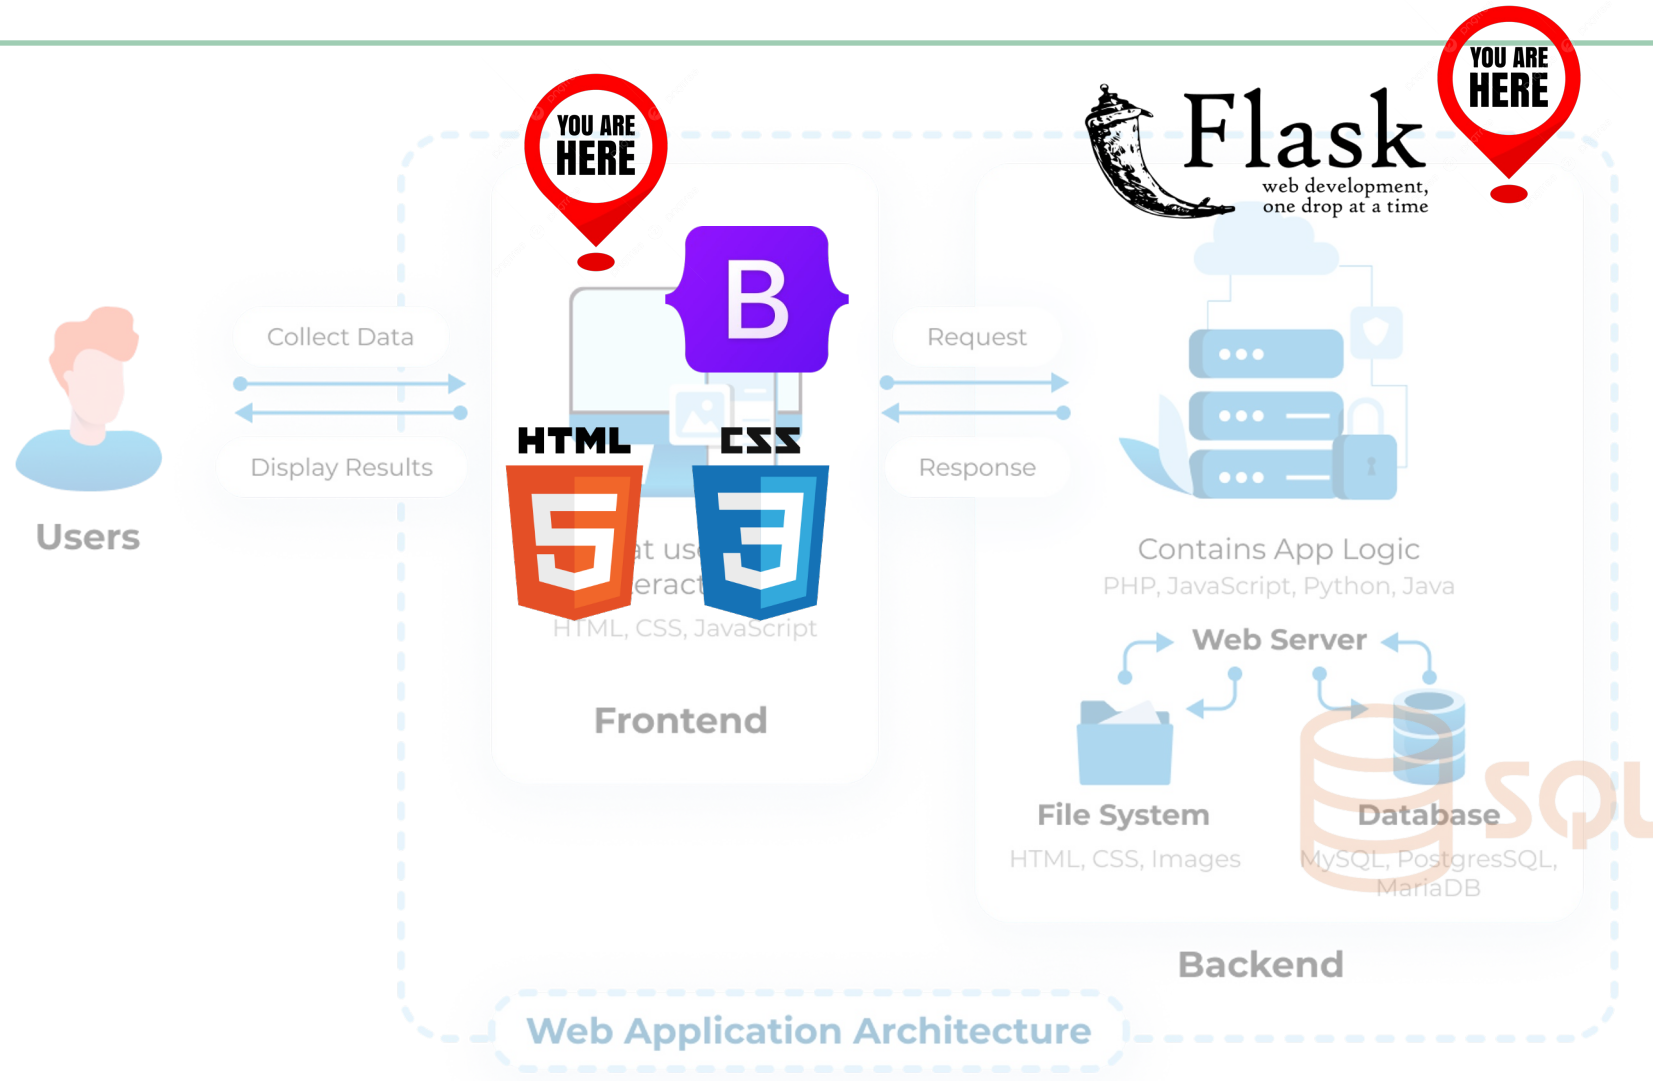 YOU ARE
HERE
YOU ARE
HERE
Flask
web development,
one drop at a time
B
Collect Data
Display Results
Users
HTML
5
CSS
3
HTML, CSS, JavaScript
Frontend
Request
Response
Contains App Logic
PHP, JavaScript, Python, Java
Web Server
File System
HTML, CSS, Images
Database
MySQL, PostgresSQL,
MariaDB
SQL
Backend
Web Application Architecture